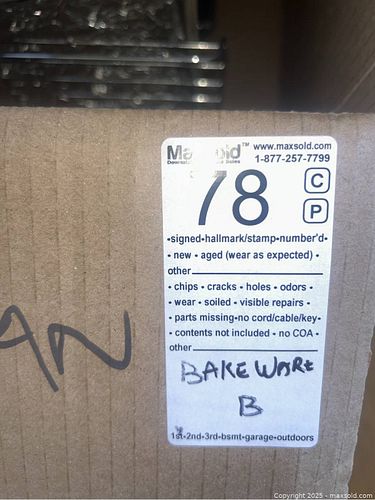 MaxSold™ www.maxsold.com
1-877-257-7799
78
C
P
•signed•hallmark/stamp•number'd•
• new • aged (wear as expected) •
other
• chips • cracks • holes • odors •
• wear • soiled • visible repairs •
• parts missing•no cord/cable/key•
• contents not included • no COA •
other
BAKEWARE
B
1st-2nd-3rd-bsmt-garage-outdoors
AN
Copyright 2025 - maxsold.com